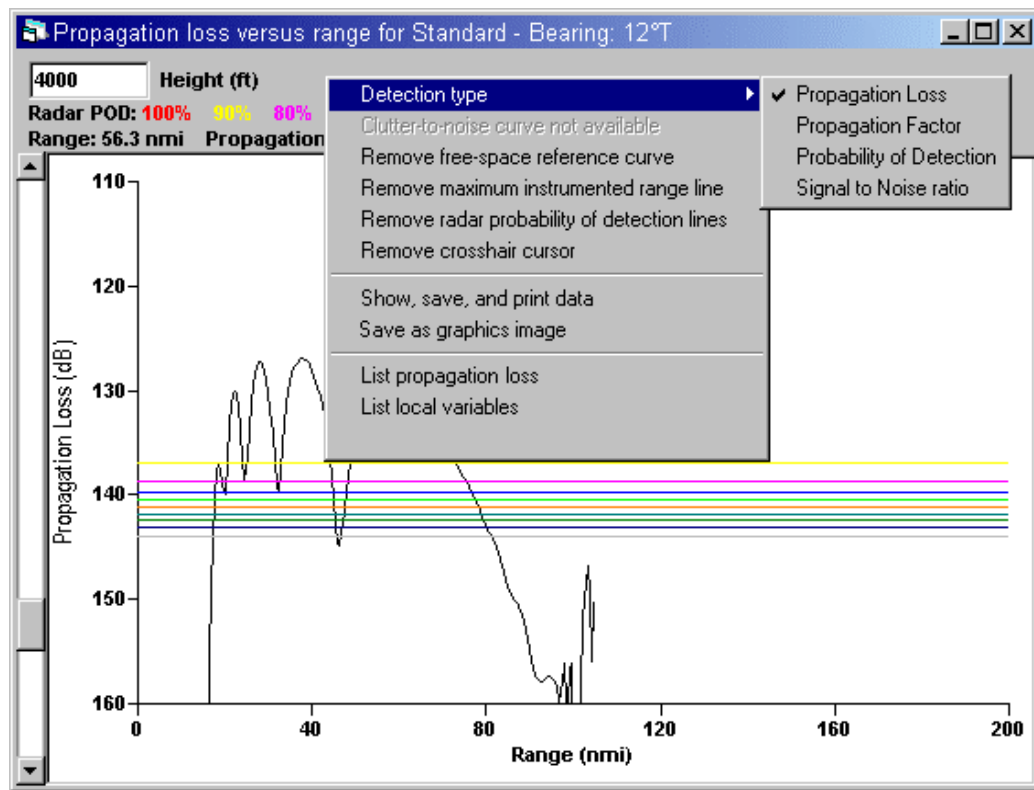 Propagation loss versus range for Standard - Bearing: 12°T
4000 Height (ft)
Radar POD: 100% 90% 80%
Range: 56.3 nmi Propagation
Detection type
Clutter-to-noise curve not available
Remove free-space reference curve
Remove maximum instrumented range line
Remove radar probability of detection lines
Remove crosshair cursor
Show, save, and print data
Save as graphics image
List propagation loss
List local variables
Propagation Loss
Propagation Factor
Probability of Detection
Signal to Noise ratio
Propagation Loss (dB)
110
120
130
140
150
160
0 40 80 120 160 200
Range (nmi)